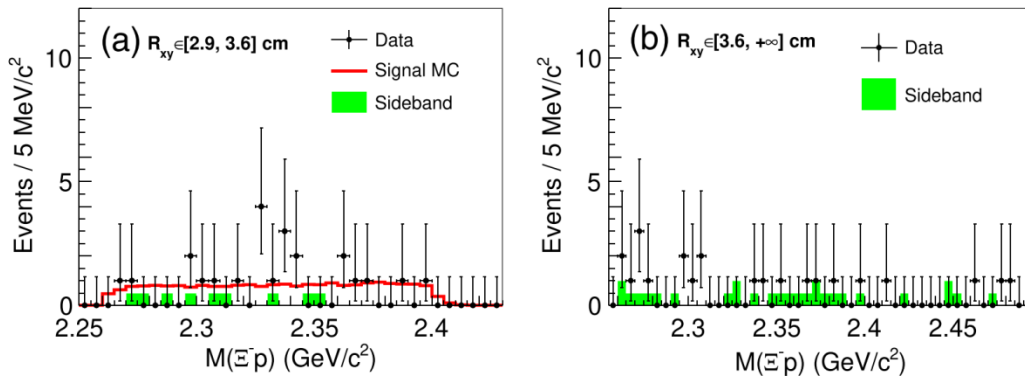 (a) R_xy∈[2.9, 3.6] cm
Data
Signal MC
Sideband
Events / 5 MeV/c²
10
5
0
2.25 2.3 2.35 2.4
M(Ξ⁻p) (GeV/c²)
(b) R_xy∈[3.6, +∞] cm
Data
Sideband
Events / 5 MeV/c²
10
5
0
2.3 2.35 2.4 2.45
M(Ξ⁻p) (GeV/c²)